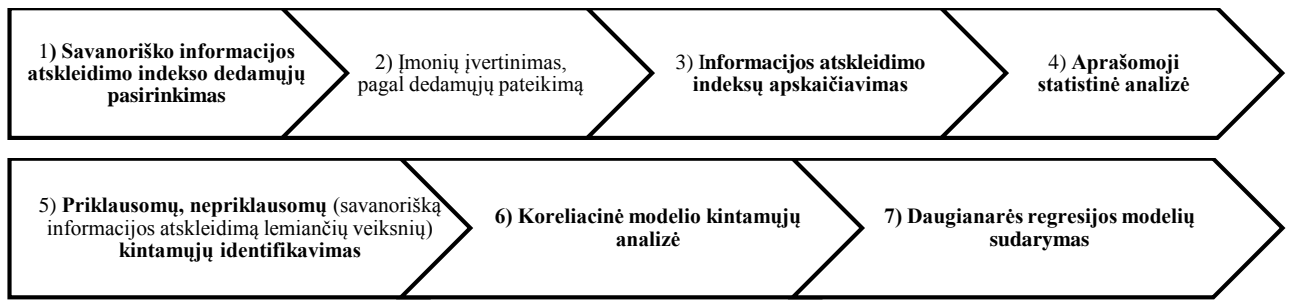 1) Savanoriško informacijos
atskleidimo indekso dedamųjų
pasirinkimas
2) Įmonių įvertinimas,
pagal dedamųjų pateikimą
3) Informacijos atskleidimo
indeksų apskaičiavimas
4) Aprašomoji
statistinė analizė
5) Priklausomų, nepriklausomų (savanorišką
informacijos atskleidimą lemiančių veiksnių)
kintamųjų identifikavimas
6) Koreliacinė modelio kintamųjų
analizė
7) Daugianarės regresijos modelių
sudarymas